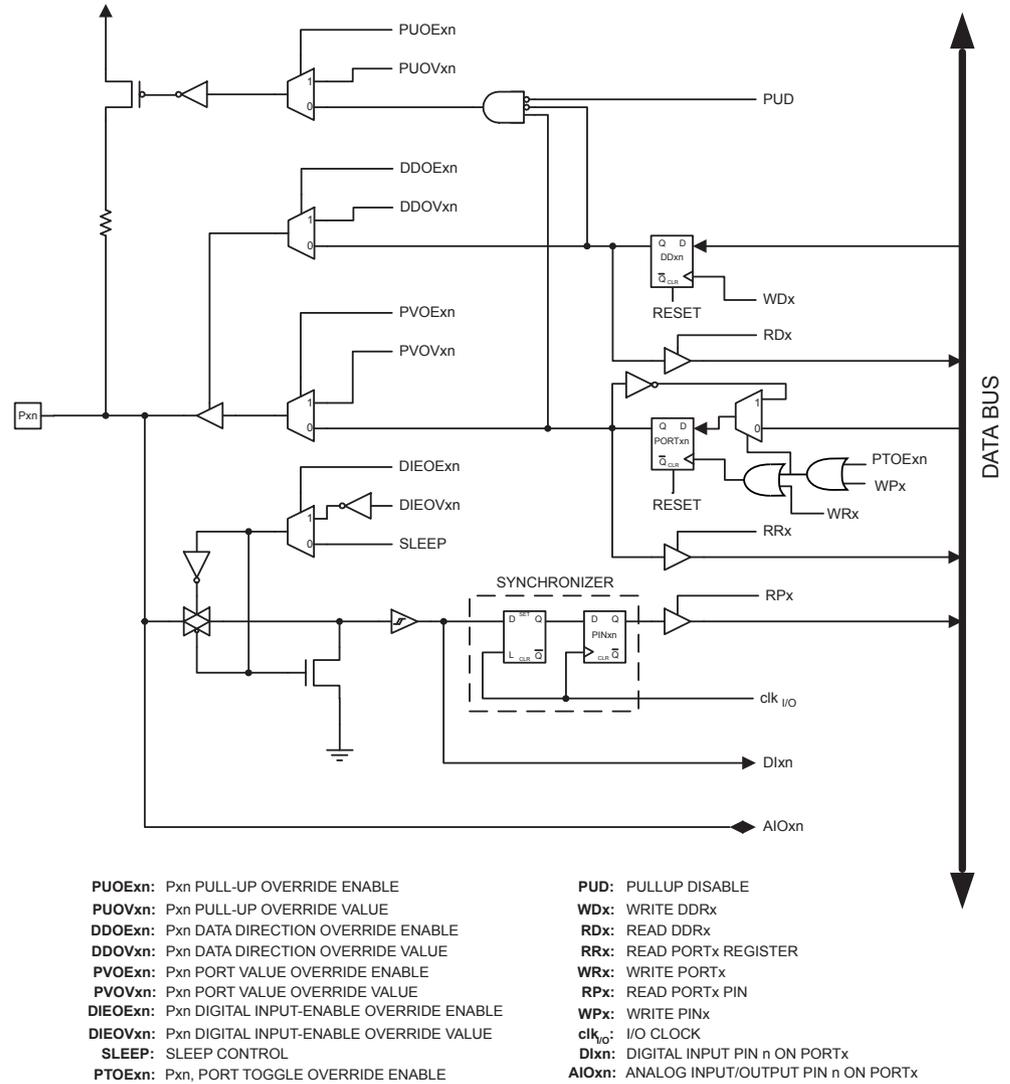 PUOExn
PUOVxn
1
0
PUD
DDOExn
DDOVxn
1
0
Q D
DDxn
Q CLR
WDx
RESET
RDx
PVOExn
PVOVxn
Pxn
1
0
1
0
Q D
PORTxn
Q CLR
RESET
PTOExn
WPx
WRx
DATA BUS
DIEOExn
DIEOVxn
1
0
SLEEP
RRx
SYNCHRONIZER
RPx
D SET Q
L CLR Q
D Q
PINxn
CLR Q
clk I/O
DIxn
AIOxn
PUOExn: Pxn PULL-UP OVERRIDE ENABLE
PUOVxn: Pxn PULL-UP OVERRIDE VALUE
DDOExn: Pxn DATA DIRECTION OVERRIDE ENABLE
DDOVxn: Pxn DATA DIRECTION OVERRIDE VALUE
PVOExn: Pxn PORT VALUE OVERRIDE ENABLE
PVOVxn: Pxn PORT VALUE OVERRIDE VALUE
DIEOExn: Pxn DIGITAL INPUT-ENABLE OVERRIDE ENABLE
DIEOVxn: Pxn DIGITAL INPUT-ENABLE OVERRIDE VALUE
SLEEP: SLEEP CONTROL
PTOExn: Pxn, PORT TOGGLE OVERRIDE ENABLE
PUD: PULLUP DISABLE
WDx: WRITE DDRx
RDx: READ DDRx
RRx: READ PORTx REGISTER
WRx: WRITE PORTx
RPx: READ PORTx PIN
WPx: WRITE PINx
clkI/O: I/O CLOCK
DIxn: DIGITAL INPUT PIN n ON PORTx
AIOxn: ANALOG INPUT/OUTPUT PIN n ON PORTx